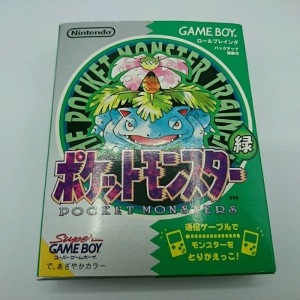 Nintendo
GAME BOY
ロールプレイング
バックアップ
機能付
THE POCKET MONSTER TRAIN
緑
ポケットモンスター
TM
POCKET MONSTERS
通信ケーブルで
モンスターを
とりかえっこ!
Super
GAME BOY
スーパーゲームボーイ
で、あざやかカラー